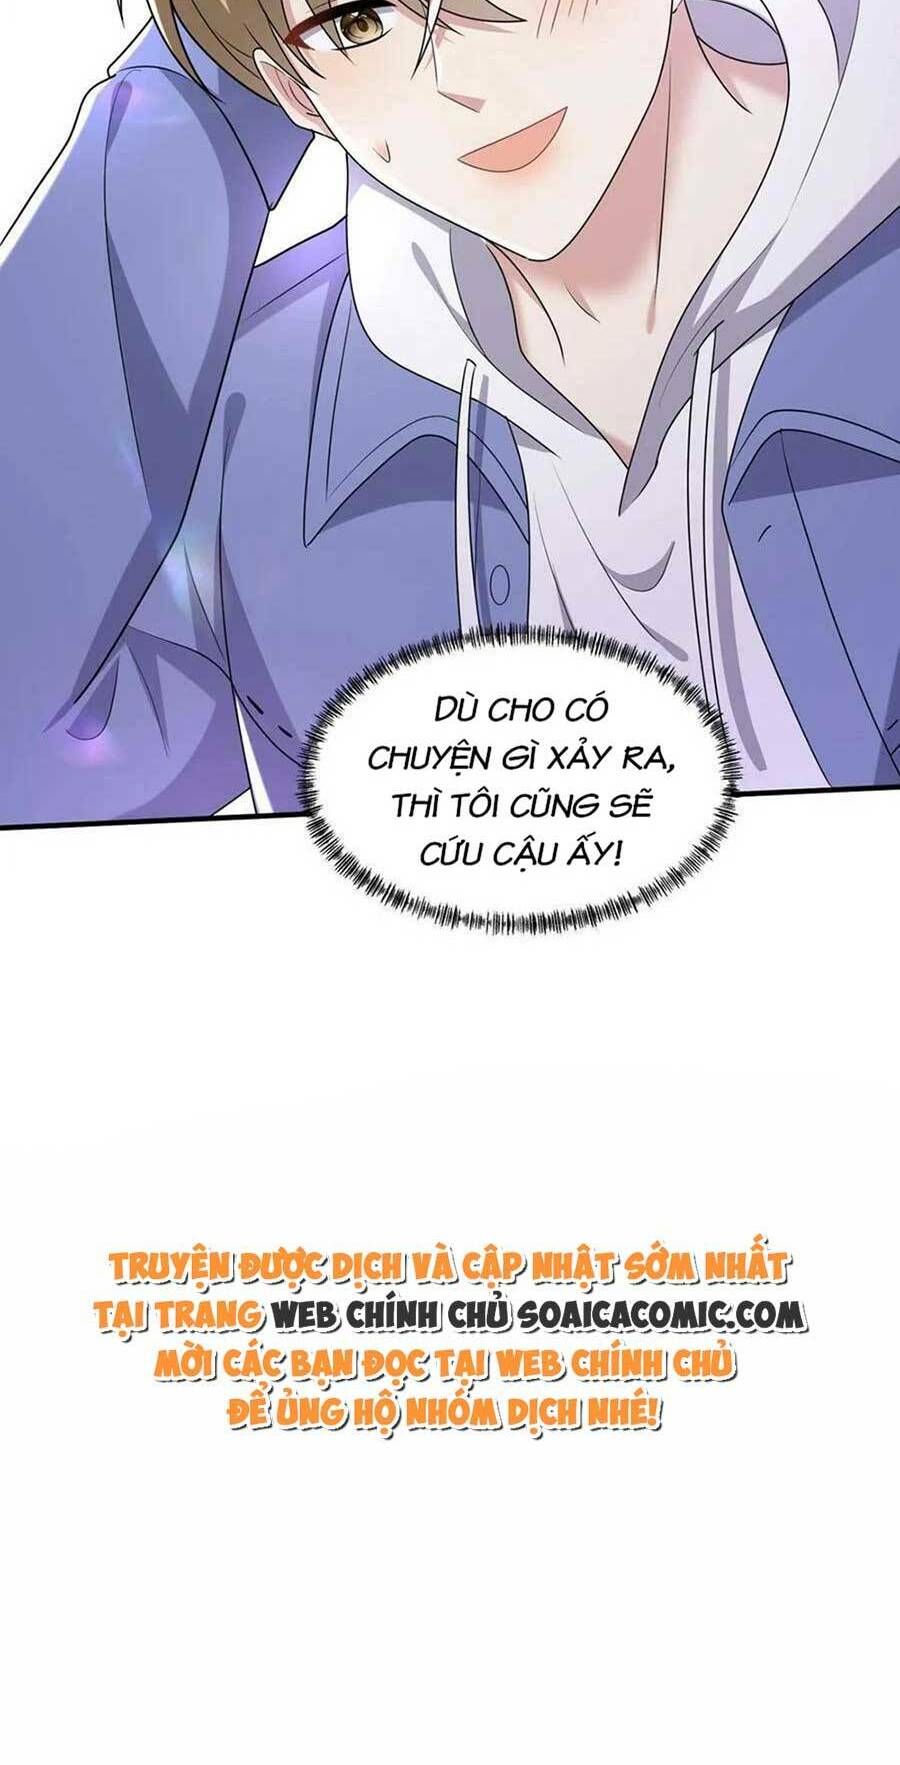 DÙ CHO CÓ
CHUYỆN GÌ XẢY RA,
THÌ TÔI CŨNG SẼ
CỨU CẬU ẤY!
TRUYỆN ĐƯỢC DỊCH VÀ CẬP NHẬT SỚM NHẤT
TẠI TRANG WEB CHÍNH CHỦ SOAICACOMIC.COM
MỜI CÁC BẠN ĐỌC TẠI WEB CHÍNH CHỦ
ĐỂ ỦNG HỘ NHÓM DỊCH NHÉ!